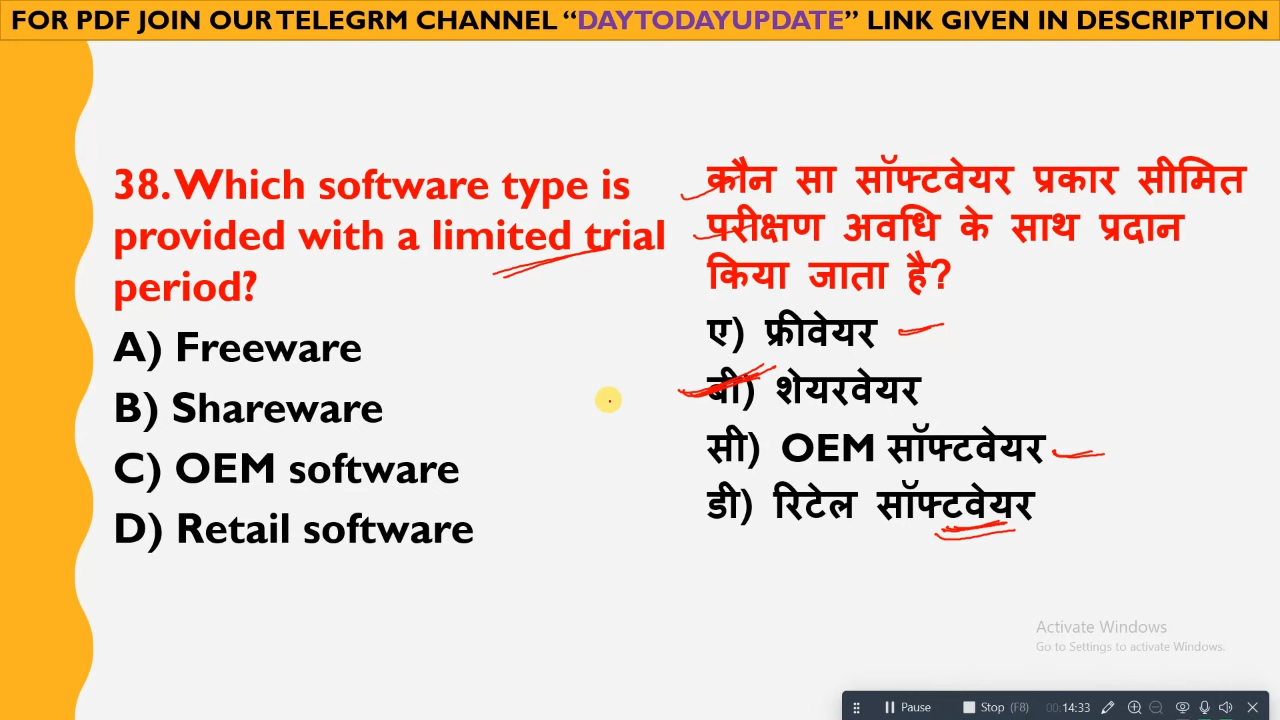 FOR PDF JOIN OUR TELEGRM CHANNEL “DAYTODAYUPDATE” LINK GIVEN IN DESCRIPTION
38. Which software type is
provided with a limited trial
period?
A) Freeware
B) Shareware
C) OEM software
D) Retail software
कौन सा सॉफ्टवेयर प्रकार सीमित
परीक्षण अवधि के साथ प्रदान
किया जाता है?
ए) फ्रीवेयर
बी) शेयरवेयर
सी) OEM सॉफ्टवेयर
डी) रिटेल सॉफ्टवेयर
Activate Windows
Go to Settings to activate Windows.
Pause Stop (F8) 00:14:33